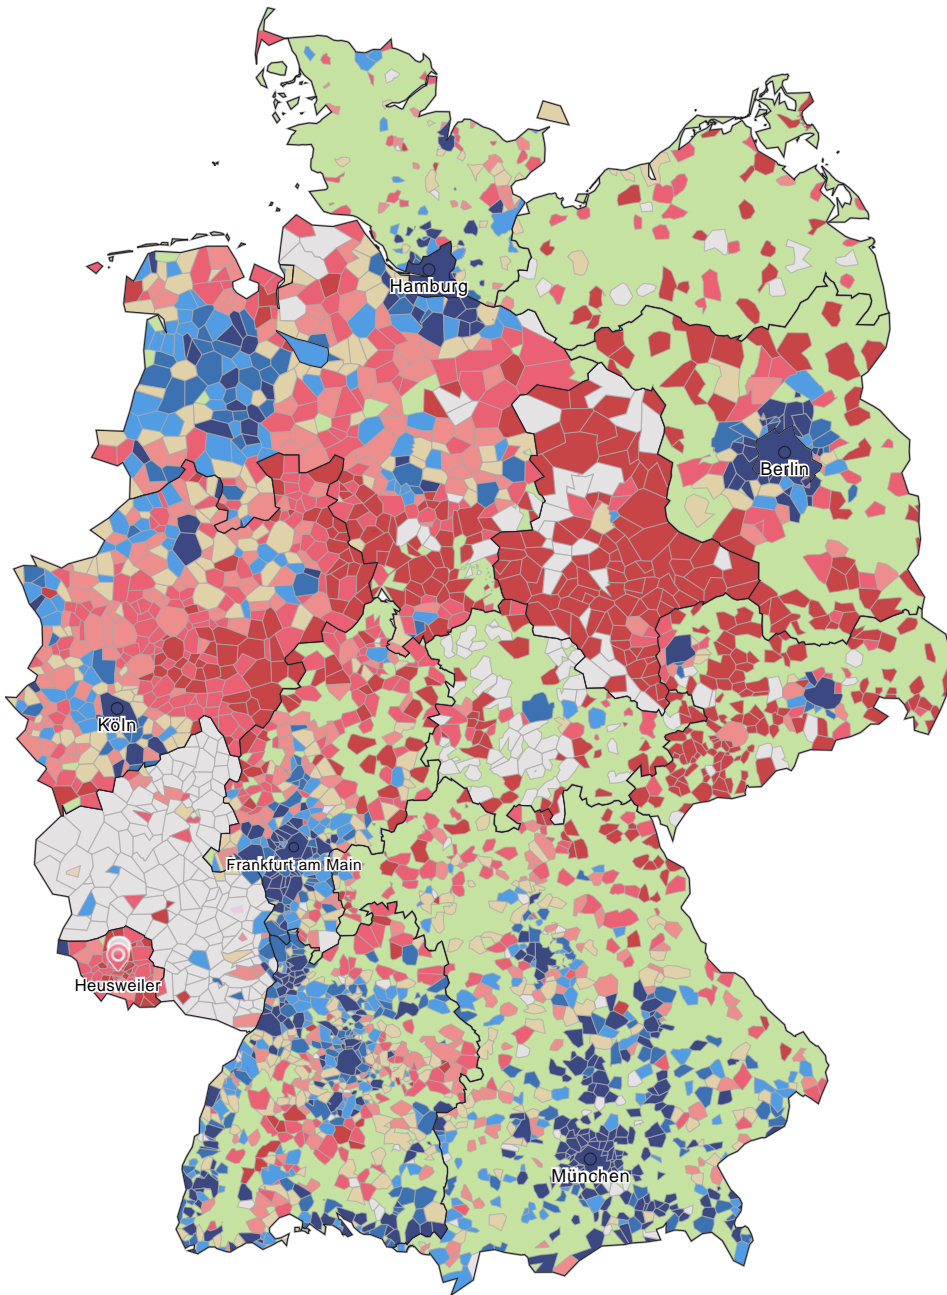 Hamburg
Berlin
Köln
Frankfurt am Main
Heusweiler
München